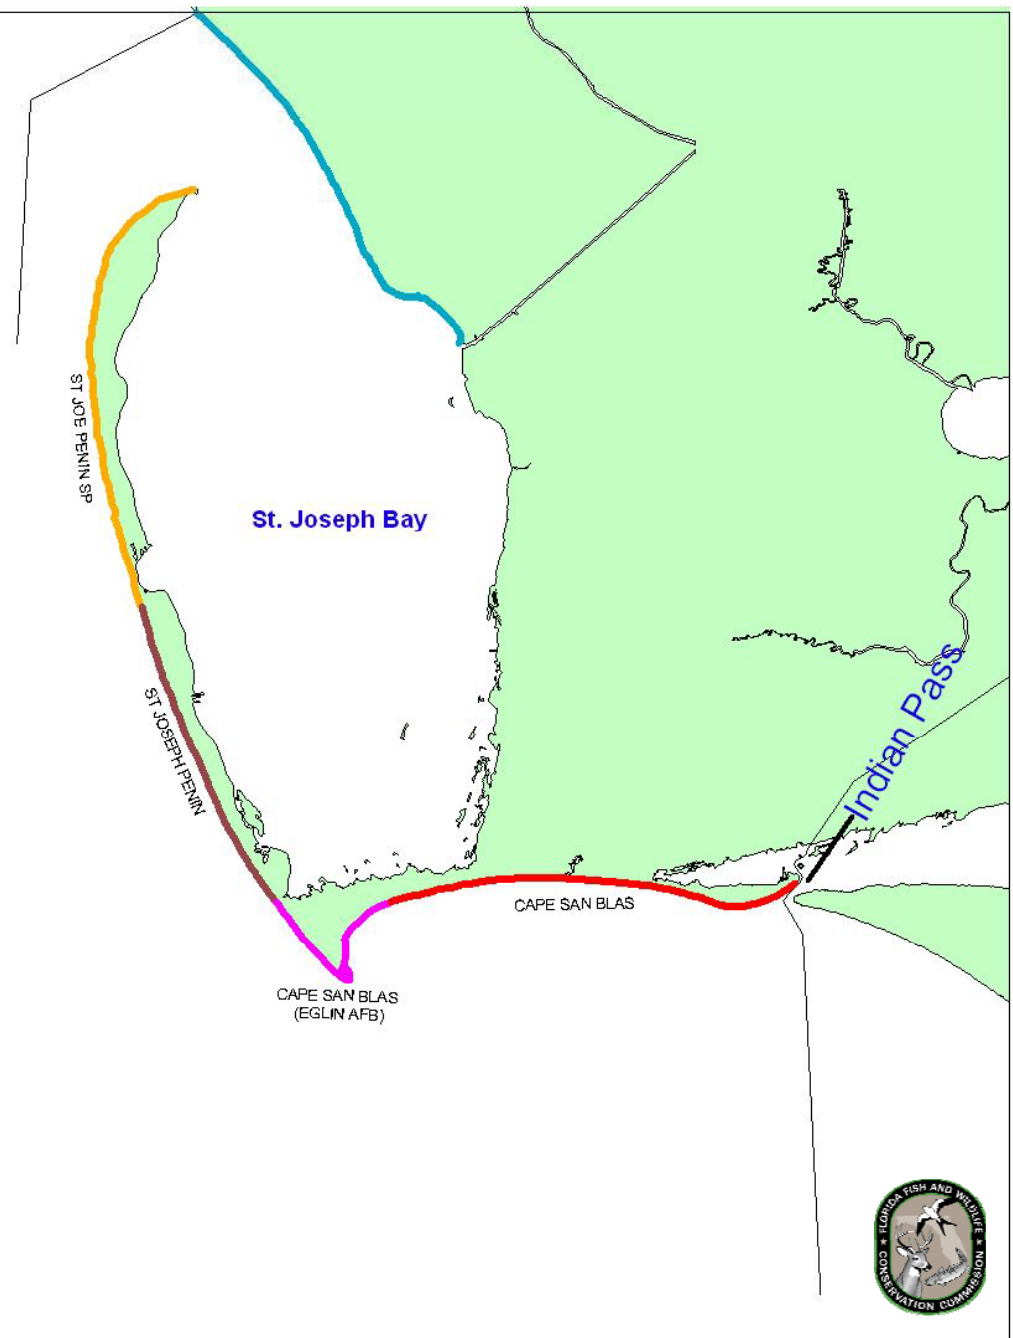 ST JOE PENIN SP
St. Joseph Bay
Indian Pass
ST JOSEPH PENIN
CAPE SAN BLAS
CAPE SAN BLAS
(EGLIN AFB)
FLORIDA FISH AND WILDLIFE
CONSERVATION COMMISSION